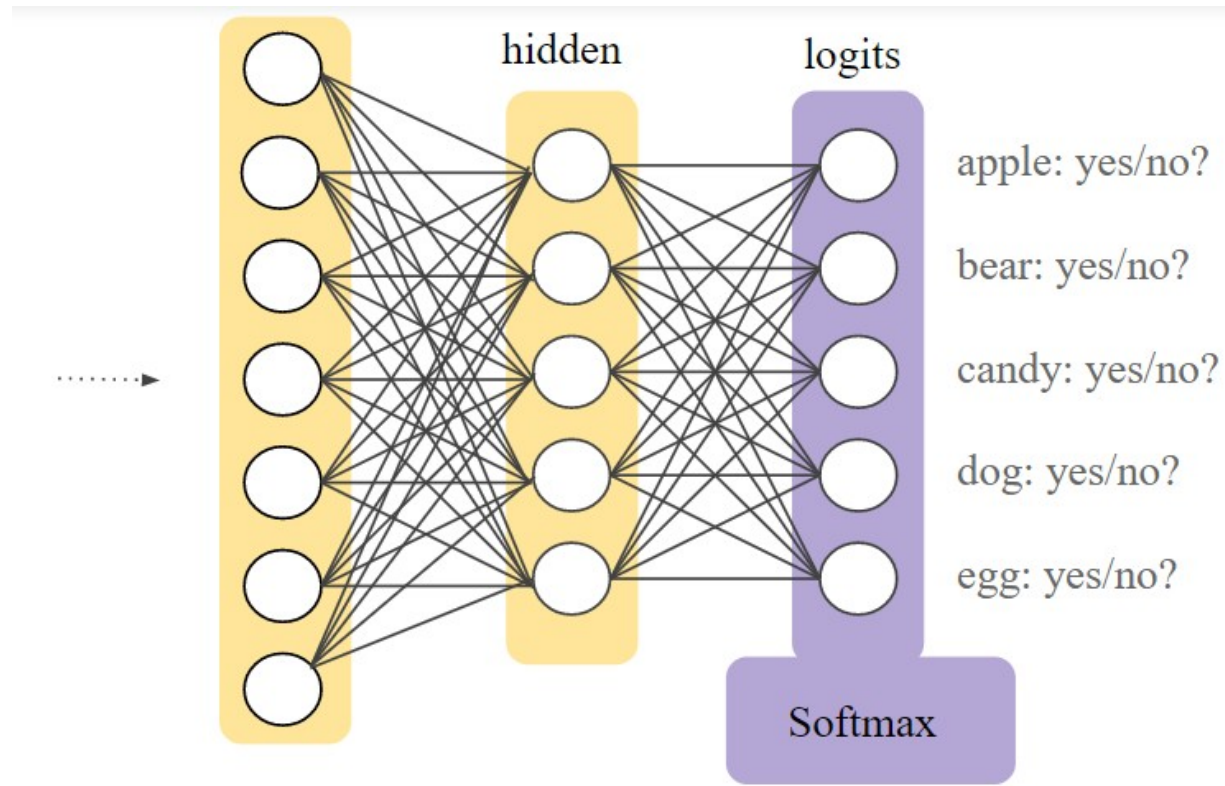 hidden
logits
apple: yes/no?
bear: yes/no?
candy: yes/no?
dog: yes/no?
egg: yes/no?
Softmax